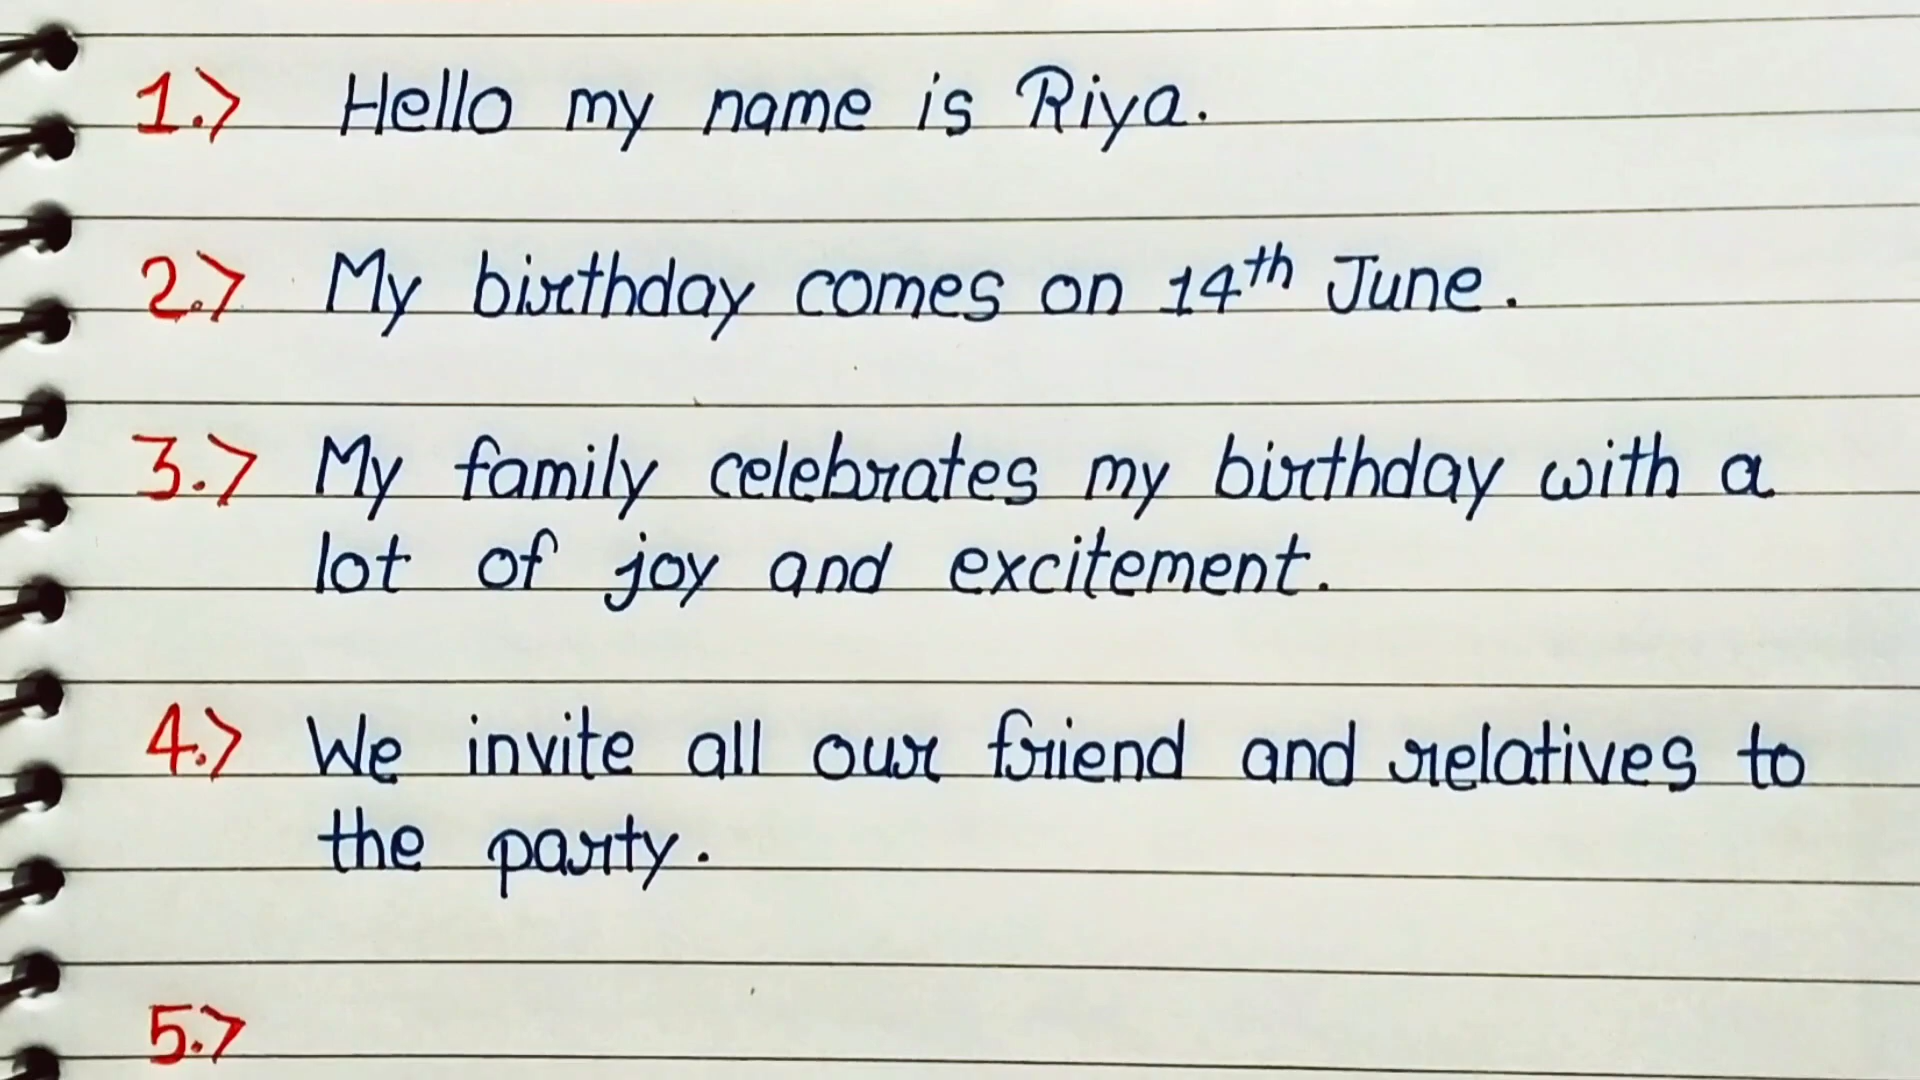 1.> Hello my name is Riya.
2.> My birthday comes on 14th June.
3.> My family celebrates my birthday with a
lot of joy and excitement.
4.> We invite all our friend and relatives to
the party.
5.>